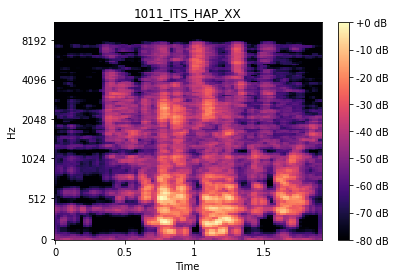 1011_ITS_HAP_XX
8192
4096
2048
1024
512
0
Hz
0
0.5
1
1.5
Time
+0 dB
-10 dB
-20 dB
-30 dB
-40 dB
-50 dB
-60 dB
-70 dB
-80 dB